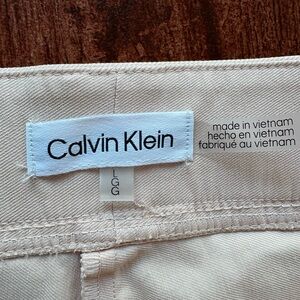 Calvin Klein
L
G
G
made in vietnam
hecho en vietnam
fabriqué au vietnam